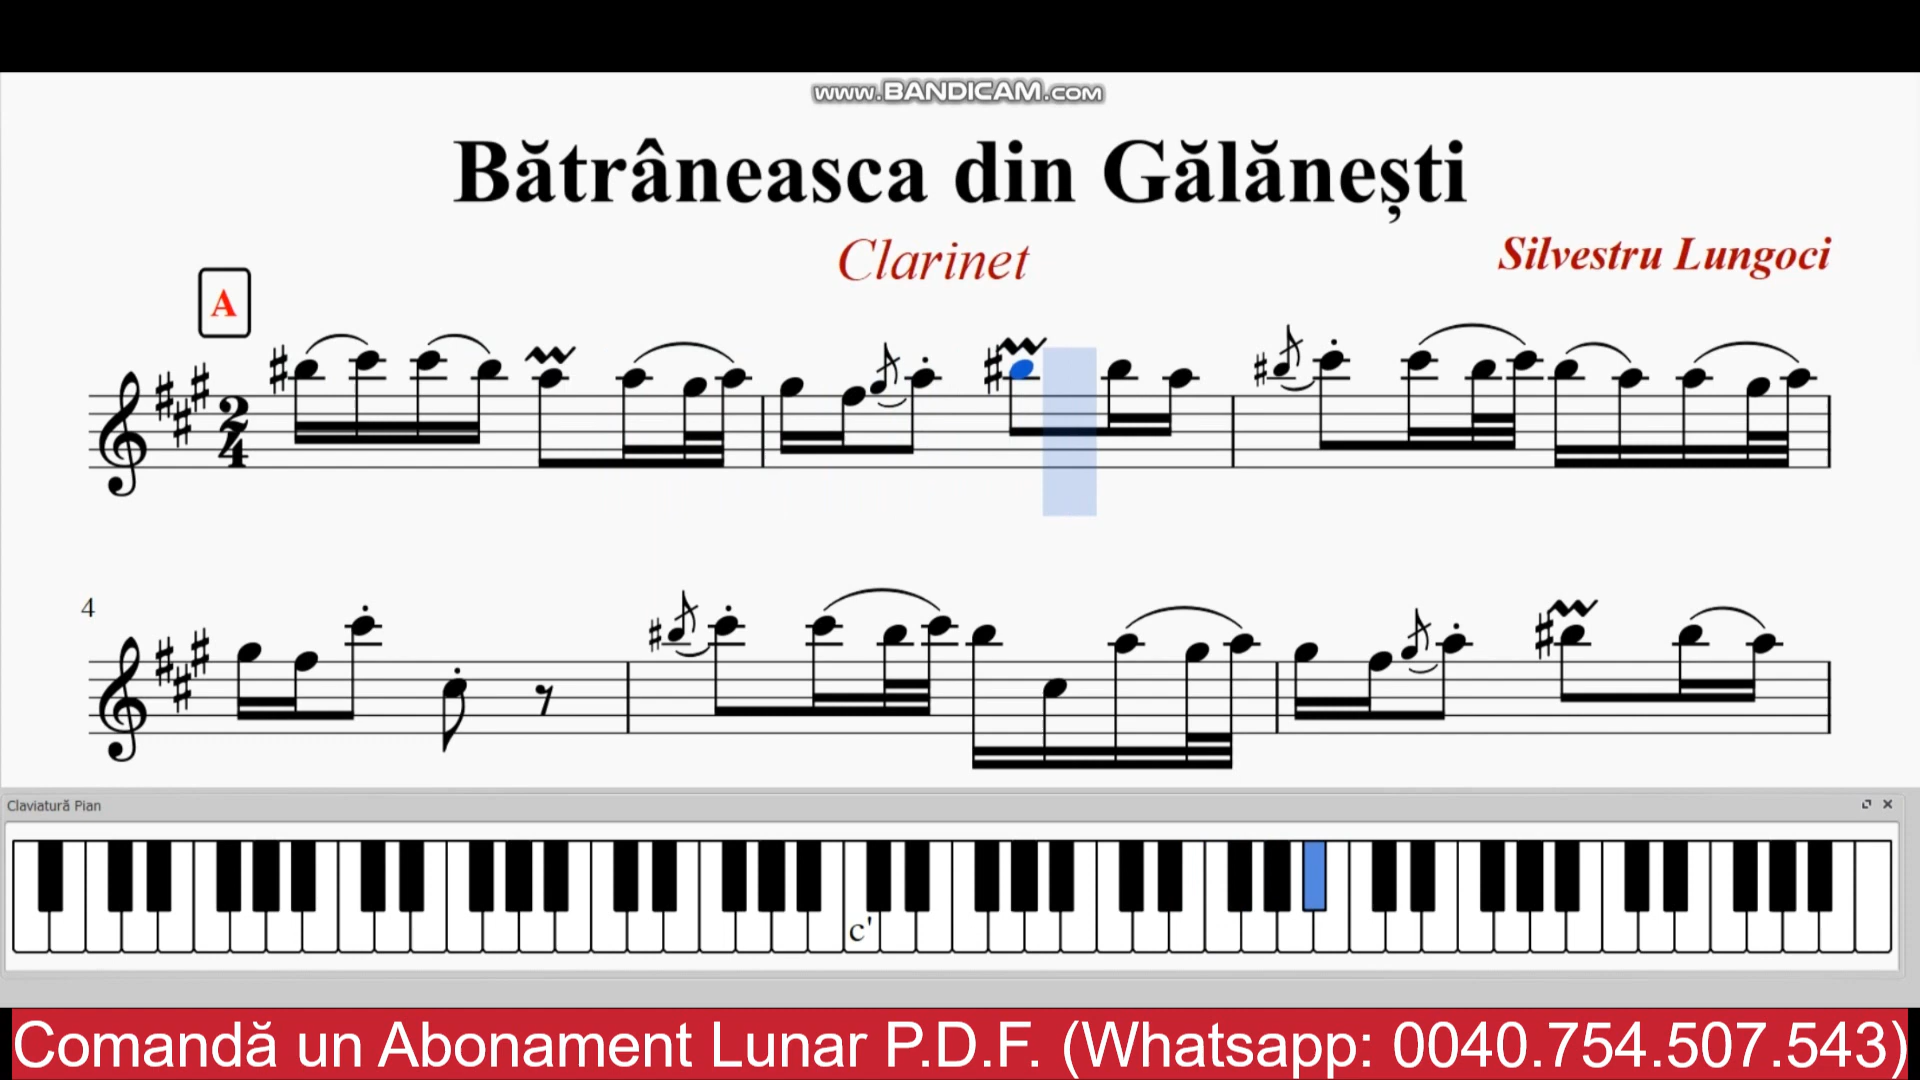 www.BANDICAM.com
Bătrâneasca din Gălănești
Clarinet
Silvestru Lungoci
A
2
4
4
Claviatură Pian
c'
Comandă un Abonament Lunar P.D.F. (Whatsapp: 0040.754.507.543)